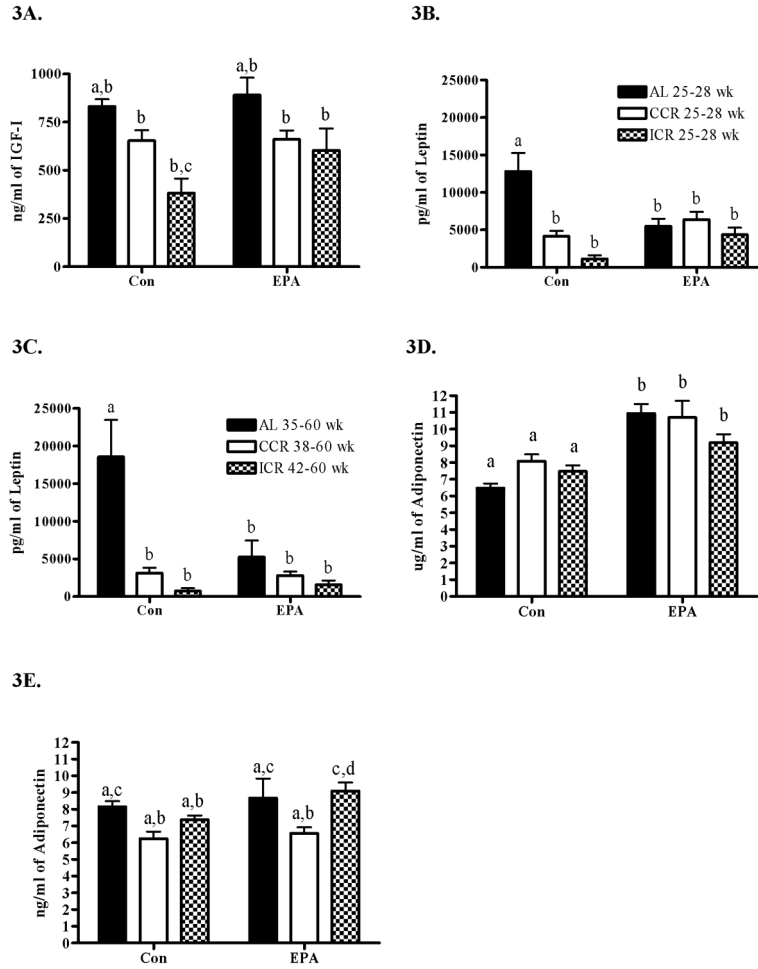 3A.
ng/ml of IGF-I
1000
750
500
250
0
a,b
b
b,c
a,b
b
b
Con
EPA
3B.
pg/ml of Leptin
25000
20000
15000
10000
5000
0
AL 25-28 wk
CCR 25-28 wk
ICR 25-28 wk
a
b
b
b
b
b
Con
EPA
3C.
pg/ml of Leptin
25000
20000
15000
10000
5000
0
AL 35-60 wk
CCR 38-60 wk
ICR 42-60 wk
a
b
b
b
b
b
Con
EPA
3D.
ug/ml of Adiponectin
12
11
10
9
8
7
6
5
4
3
2
1
0
a
a
a
b
b
b
Con
EPA
3E.
ng/ml of Adiponectin
12
11
10
9
8
7
6
5
4
3
2
1
0
a,c
a,b
a,b
a,c
a,b
c,d
Con
EPA